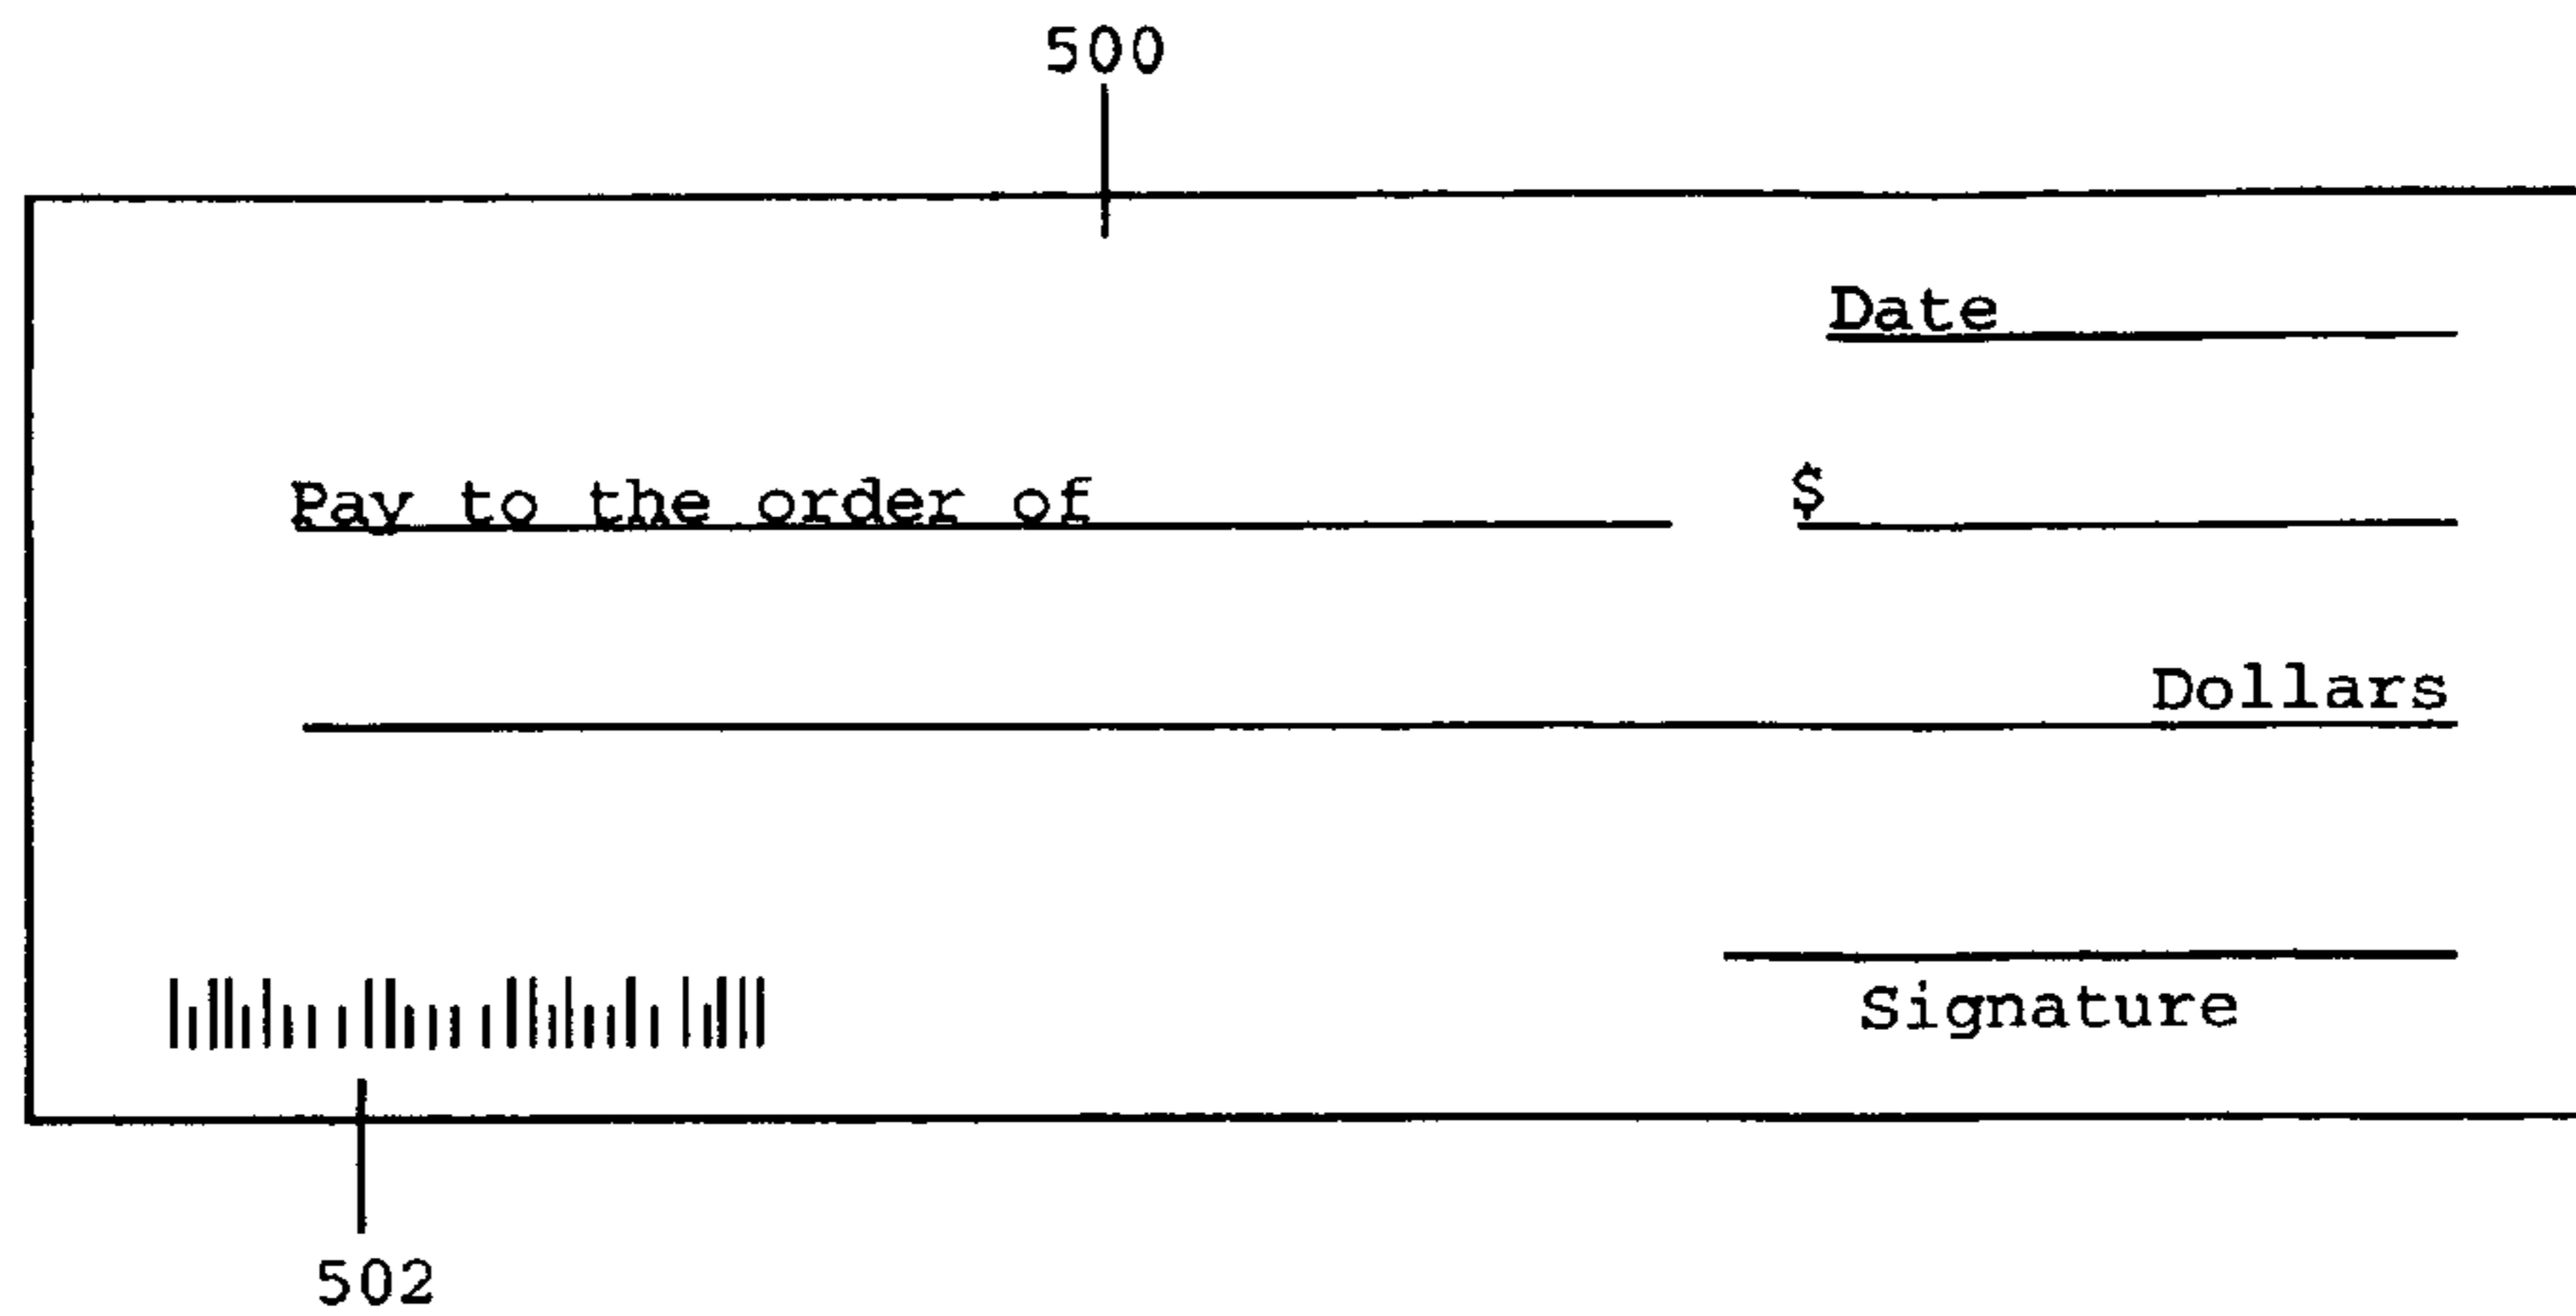 500
Date
Pay to the order of $
Dollars
Signature
502